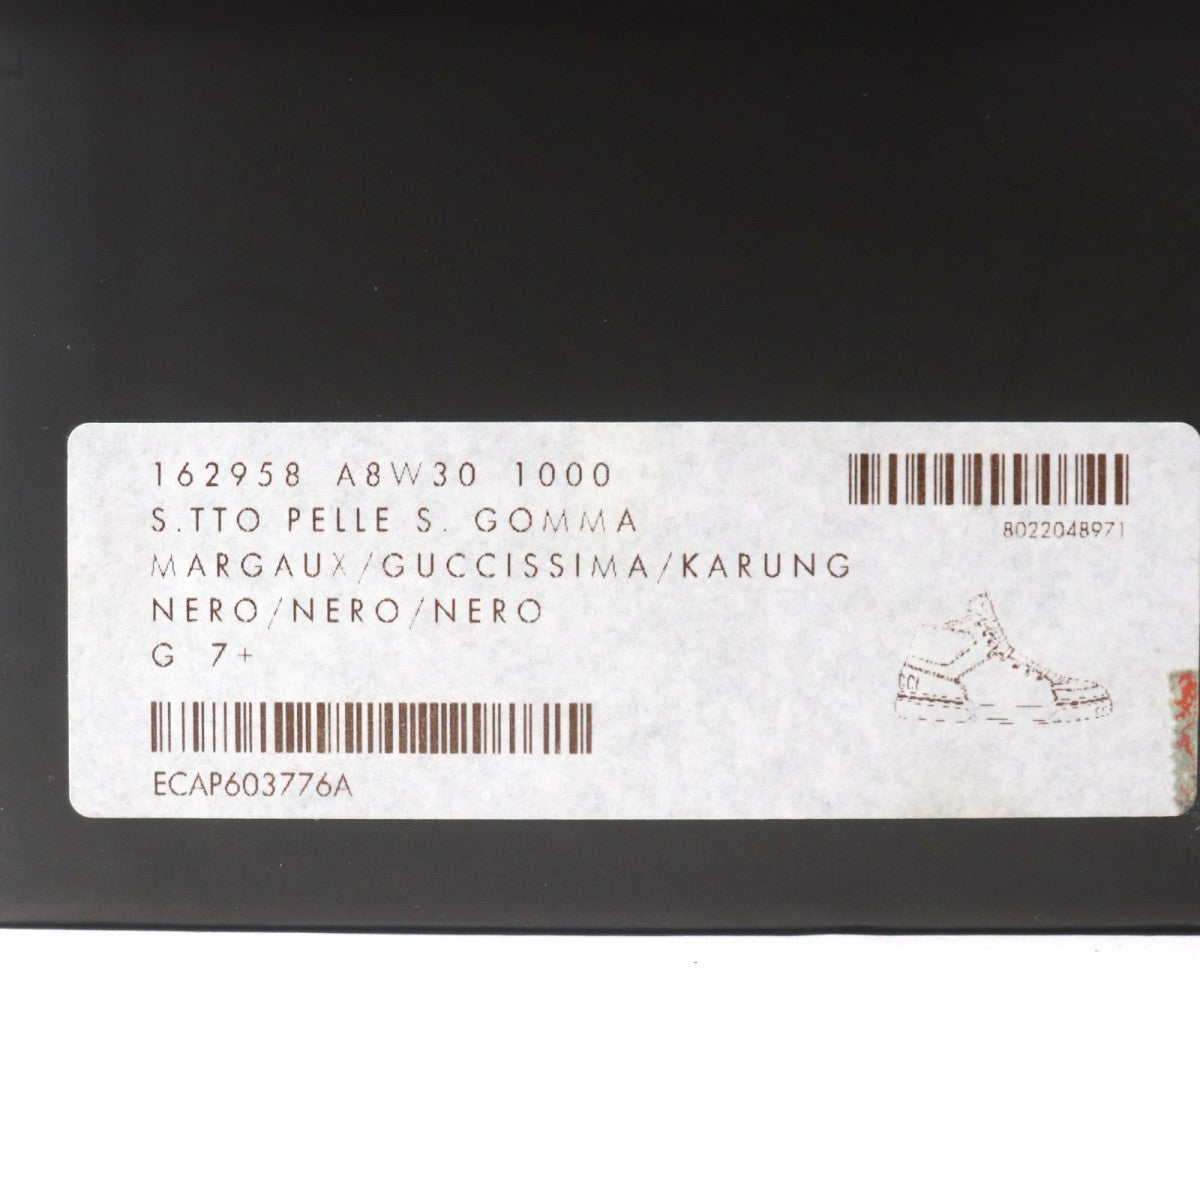 162958 A8W30 1000
S.TTO PELLE S. GOMMA
MARGAUX/GUCCISSIMA/KARUNG
NERO/NERO/NERO
G 7+
ECAP603776A
8022048971